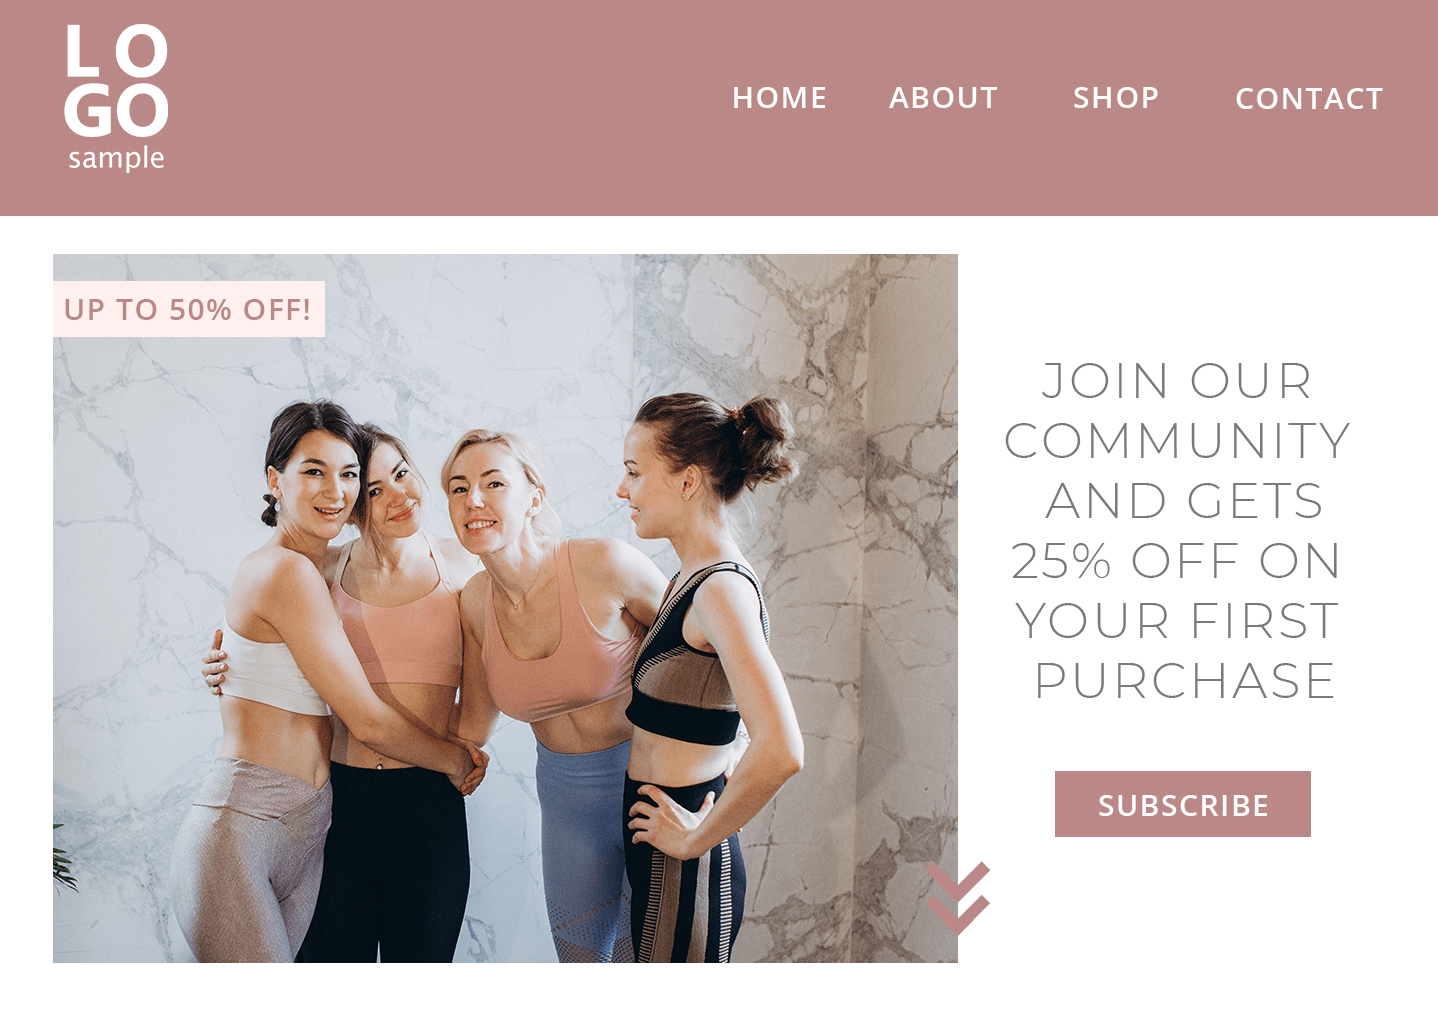 LO
GO
sample
HOME ABOUT SHOP CONTACT
UP TO 50% OFF!
JOIN OUR
COMMUNITY
AND GETS
25% OFF ON
YOUR FIRST
PURCHASE
SUBSCRIBE